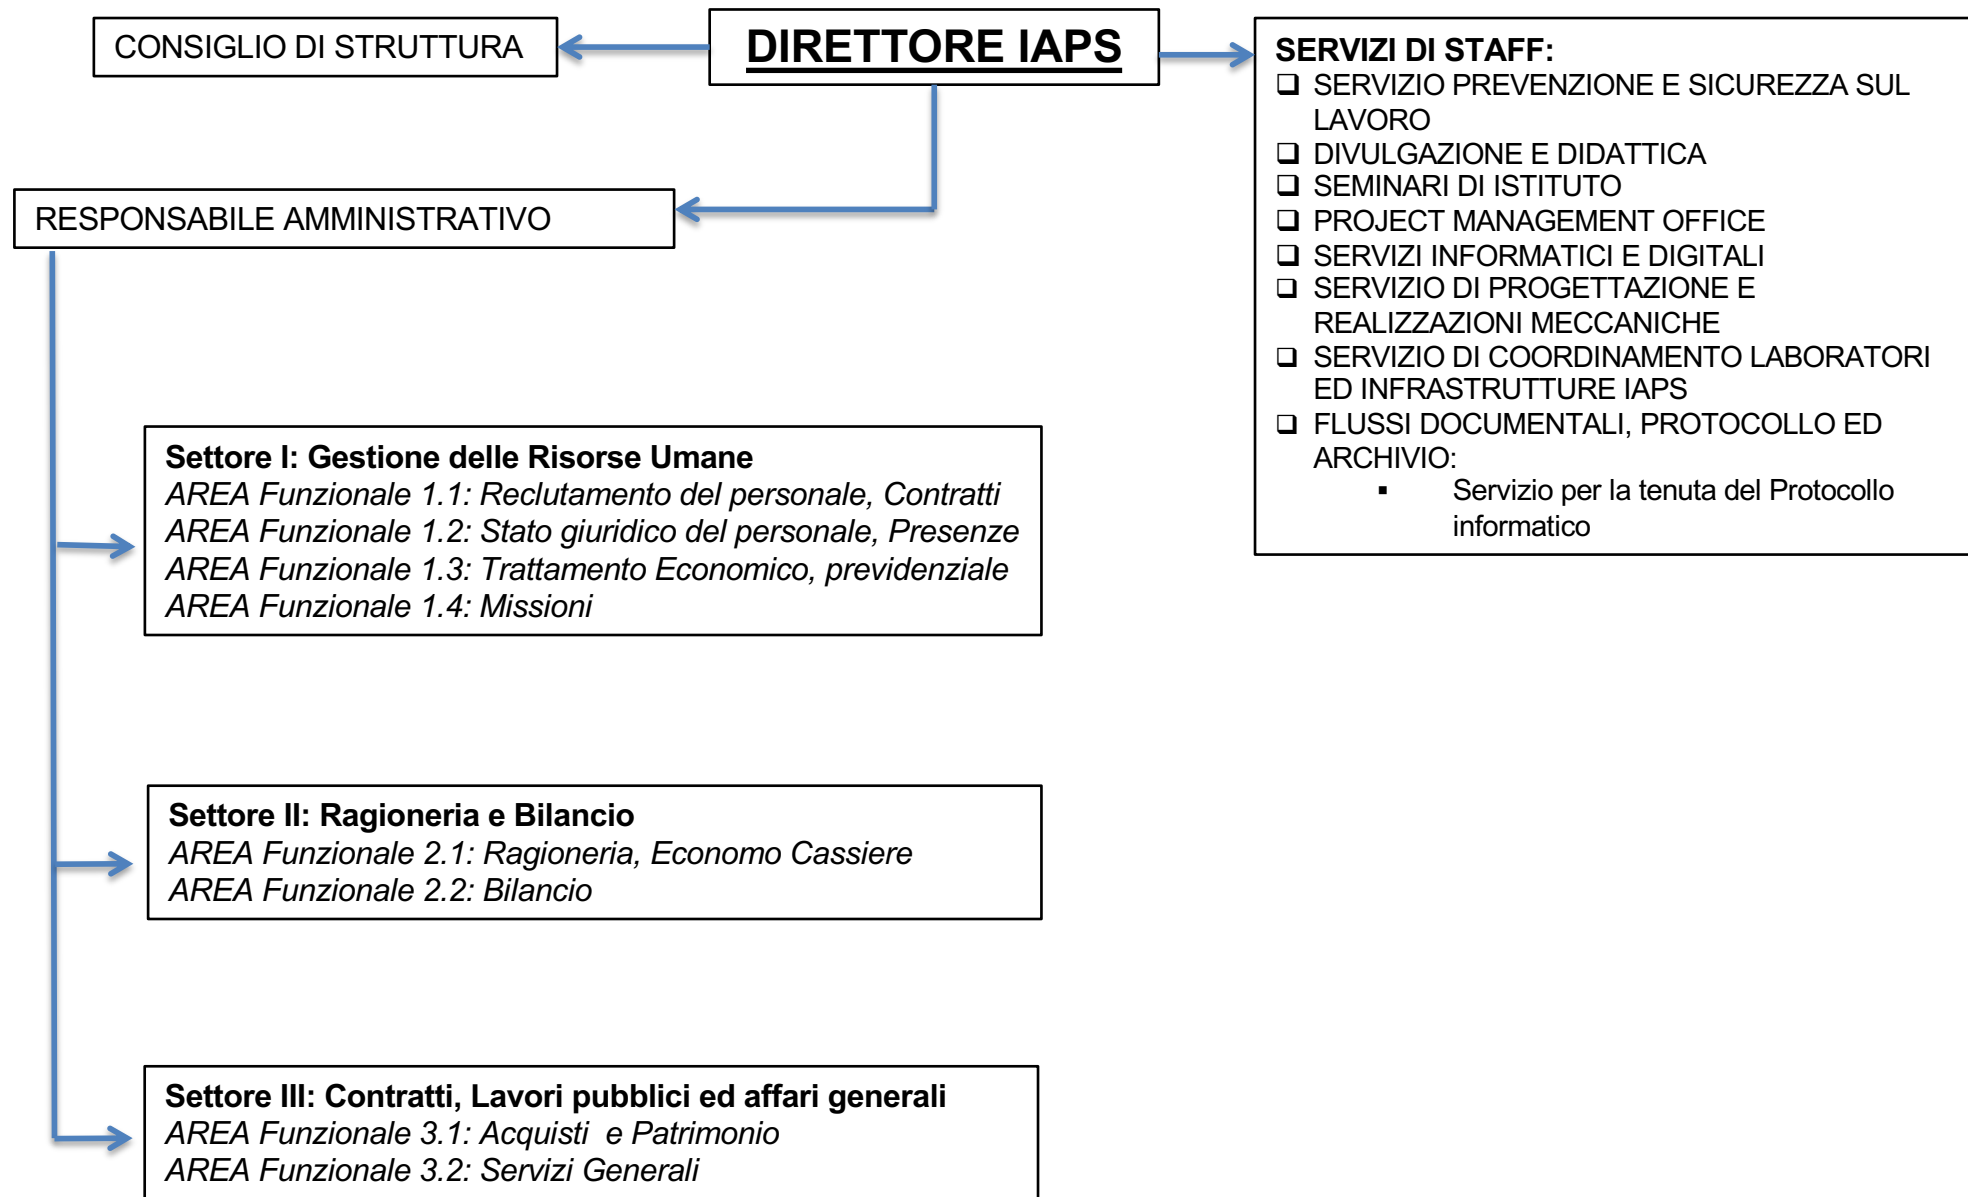 CONSIGLIO DI STRUTTURA
DIRETTORE IAPS
SERVIZI DI STAFF:
❑ SERVIZIO PREVENZIONE E SICUREZZA SUL
LAVORO
❑ DIVULGAZIONE E DIDATTICA
❑ SEMINARI DI ISTITUTO
❑ PROJECT MANAGEMENT OFFICE
❑ SERVIZI INFORMATICI E DIGITALI
❑ SERVIZIO DI PROGETTAZIONE E
REALIZZAZIONI MECCANICHE
❑ SERVIZIO DI COORDINAMENTO LABORATORI
ED INFRASTRUTTURE IAPS
❑ FLUSSI DOCUMENTALI, PROTOCOLLO ED
ARCHIVIO:
▪ Servizio per la tenuta del Protocollo
informatico
RESPONSABILE AMMINISTRATIVO
Settore I: Gestione delle Risorse Umane
AREA Funzionale 1.1: Reclutamento del personale, Contratti
AREA Funzionale 1.2: Stato giuridico del personale, Presenze
AREA Funzionale 1.3: Trattamento Economico, previdenziale
AREA Funzionale 1.4: Missioni
Settore II: Ragioneria e Bilancio
AREA Funzionale 2.1: Ragioneria, Economo Cassiere
AREA Funzionale 2.2: Bilancio
Settore III: Contratti, Lavori pubblici ed affari generali
AREA Funzionale 3.1: Acquisti  e Patrimonio
AREA Funzionale 3.2: Servizi Generali